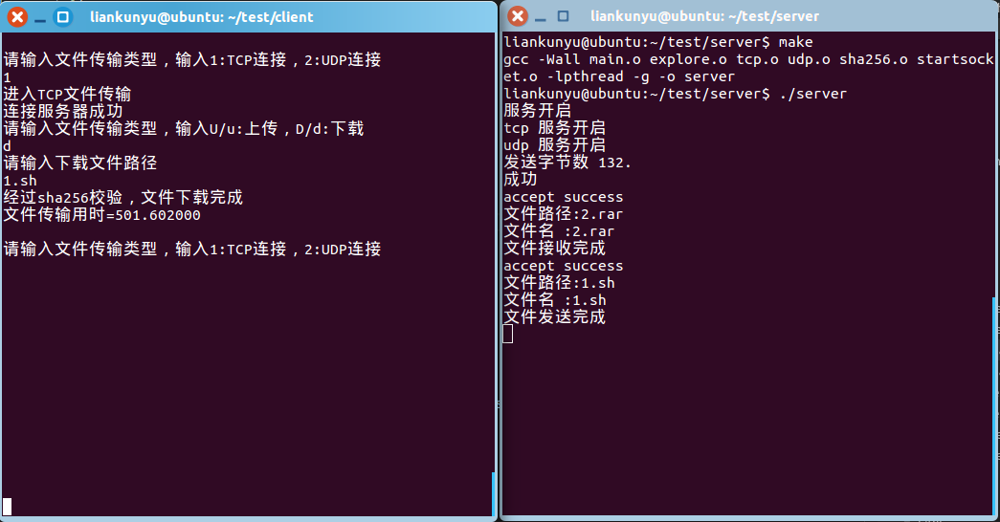 liankunyu@ubuntu: ~/test/client
请输入文件传输类型，输入1:TCP连接，2:UDP连接
1
进入TCP文件传输
连接服务器成功
请输入文件传输类型，输入U/u:上传，D/d:下载
d
请输入下载文件路径
1.sh
经过sha256校验，文件下载完成
文件传输用时=501.602000
请输入文件传输类型，输入1:TCP连接，2:UDP连接
liankunyu@ubuntu: ~/test/server
liankunyu@ubuntu:~/test/server$ make
gcc -Wall main.o explore.o tcp.o udp.o sha256.o startsock
et.o -lpthread -g -o server
liankunyu@ubuntu:~/test/server$ ./server
服务开启
tcp 服务开启
udp 服务开启
发送字节数 132.
成功
accept success
文件路径:2.rar
文件名 :2.rar
文件接收完成
accept success
文件路径:1.sh
文件名 :1.sh
文件发送完成